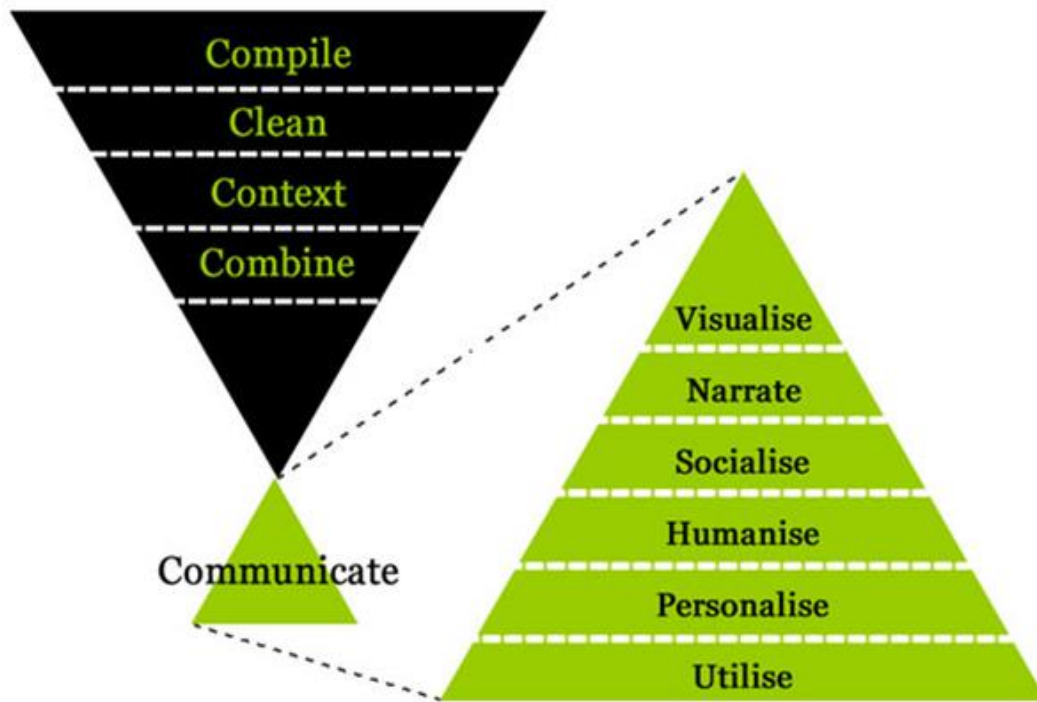 Compile
Clean
Context
Combine
Communicate
Visualise
Narrate
Socialise
Humanise
Personalise
Utilise